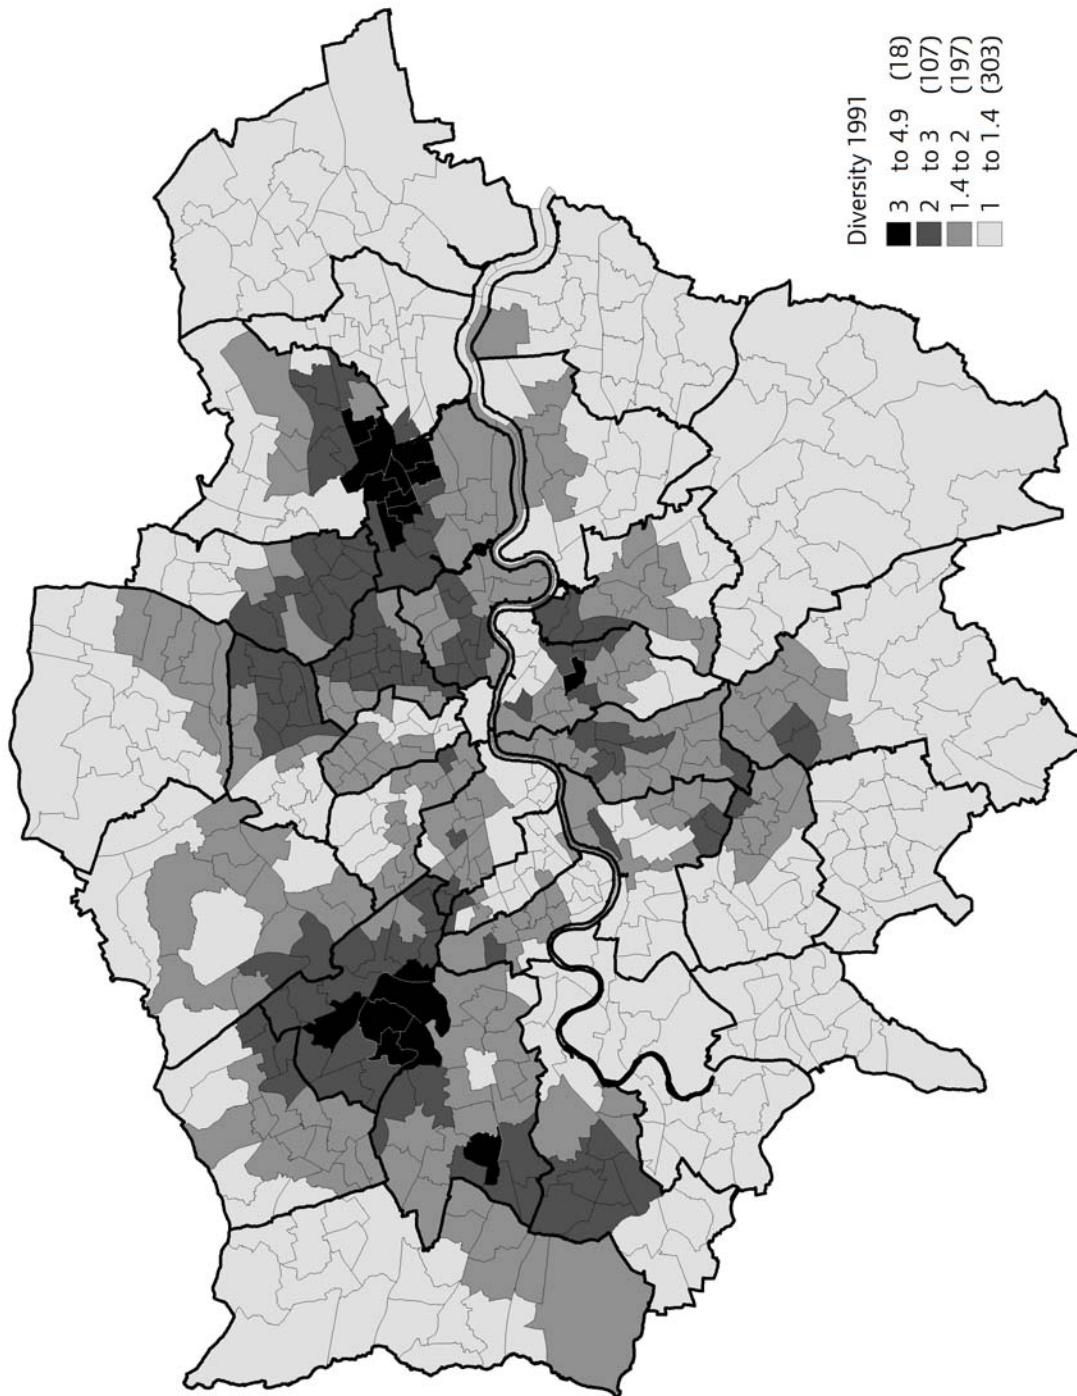 Diversity 1991
3 to 4.9 (18)
2 to 3 (107)
1.4 to 2 (197)
1 to 1.4 (303)